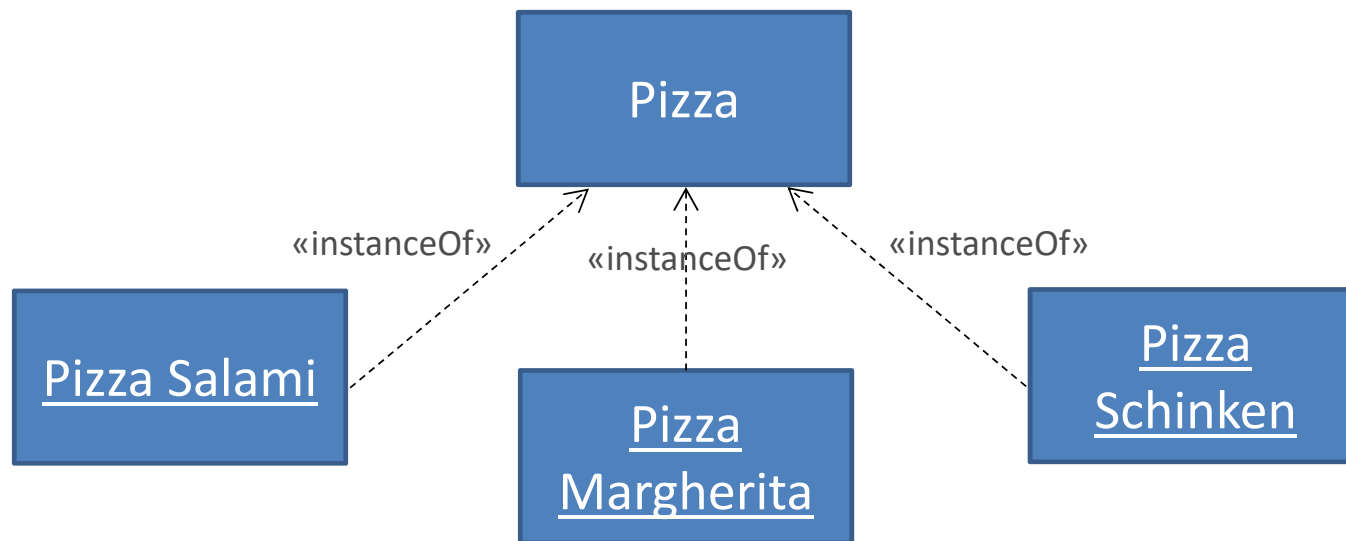 Pizza
«instanceOf»
«instanceOf»
«instanceOf»
Pizza Salami
Pizza
Margherita
Pizza
Schinken